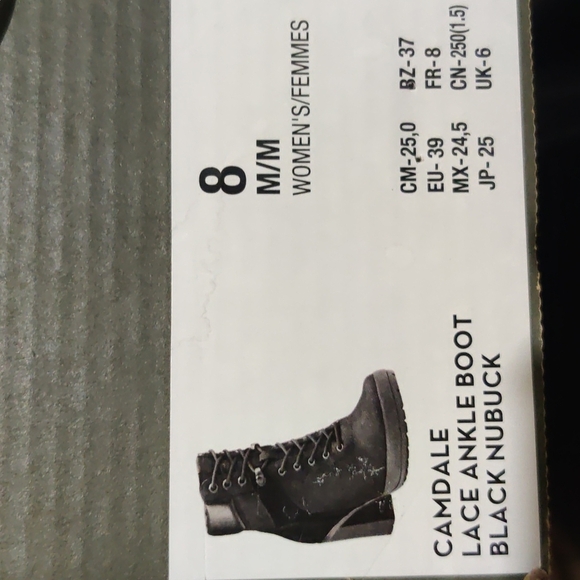 8
M/M
WOMEN'S/FEMMES
CM-25,0 BZ-37
EU-39 FR-8
MX-24,5 CN-250(1.5)
JP-25 UK-6
CAMDALE
LACE ANKLE BOOT
BLACK NUBUCK